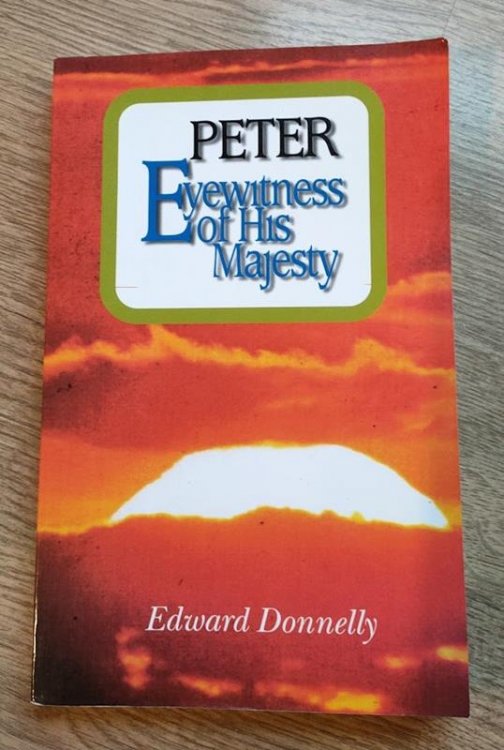 PETER
Eyewitness
of His
Majesty
Edward Donnelly